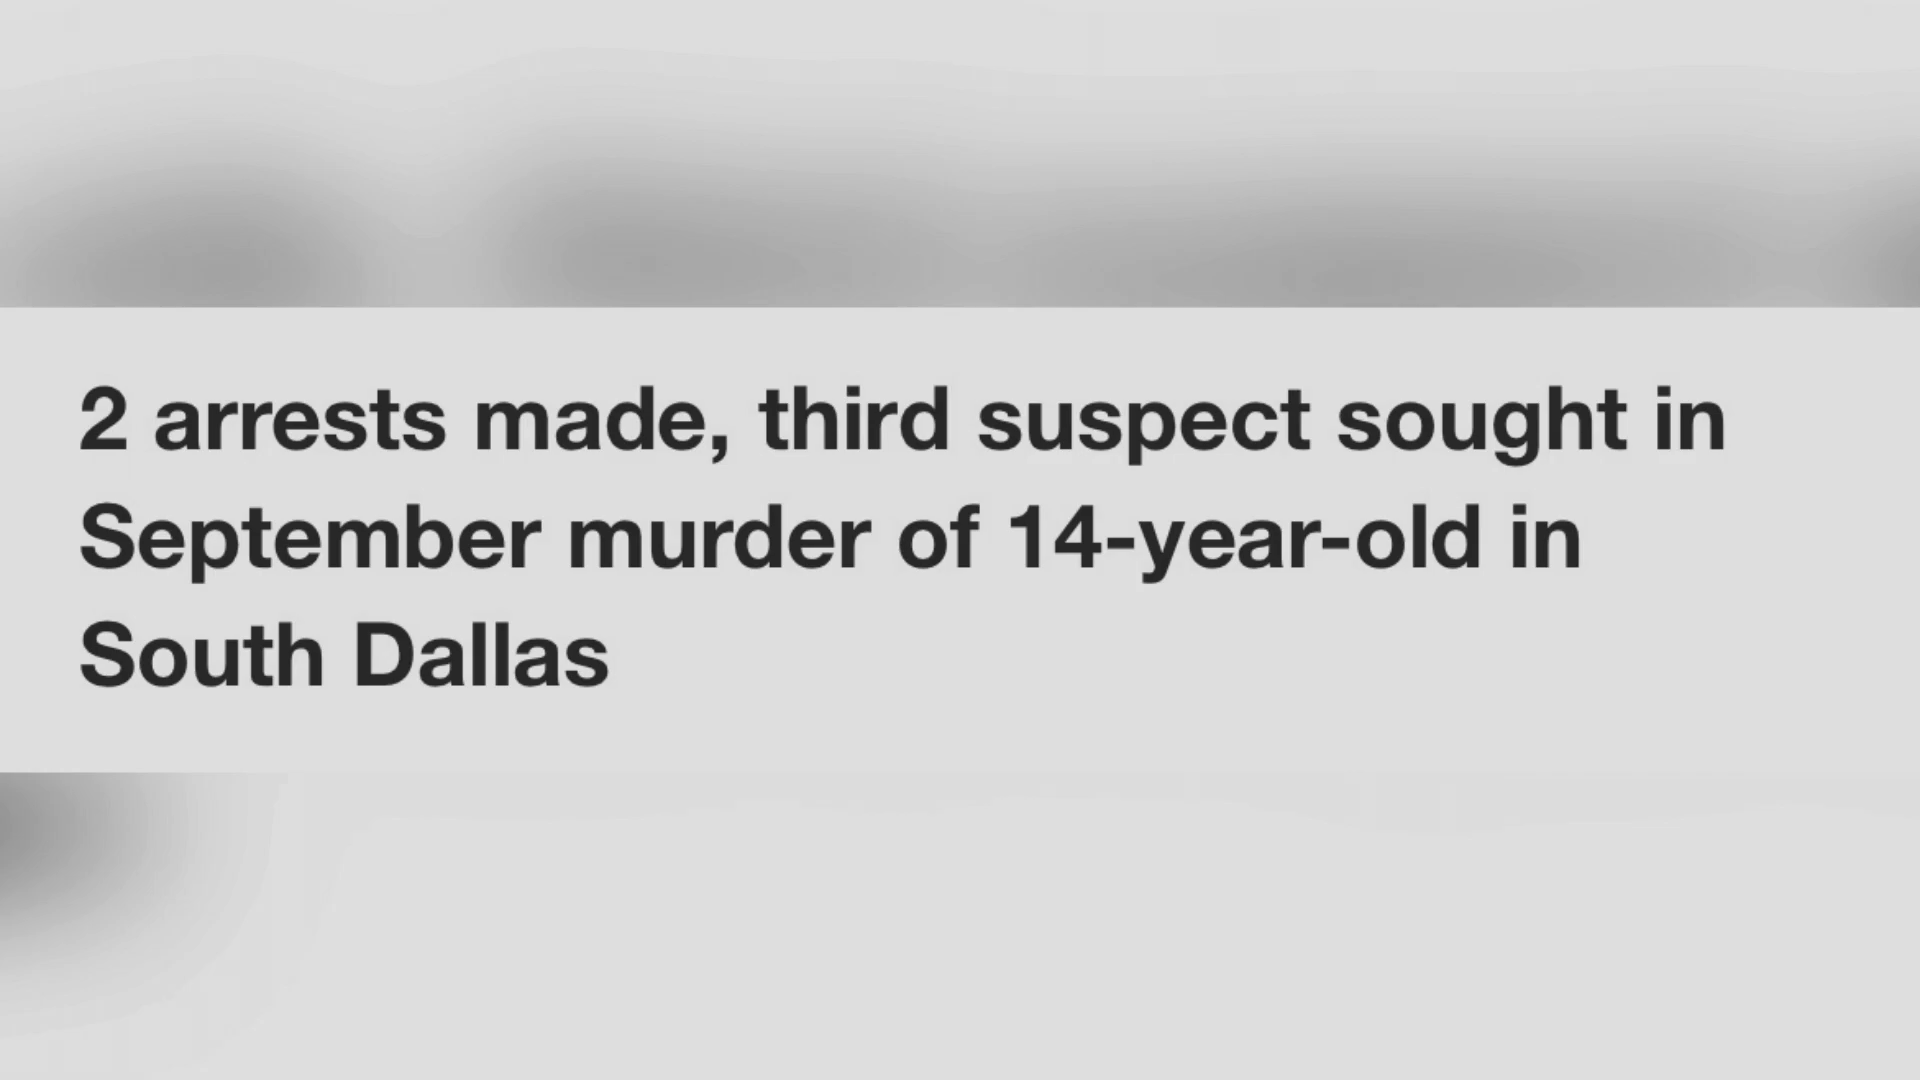 2 arrests made, third suspect sought in
September murder of 14-year-old in
South Dallas